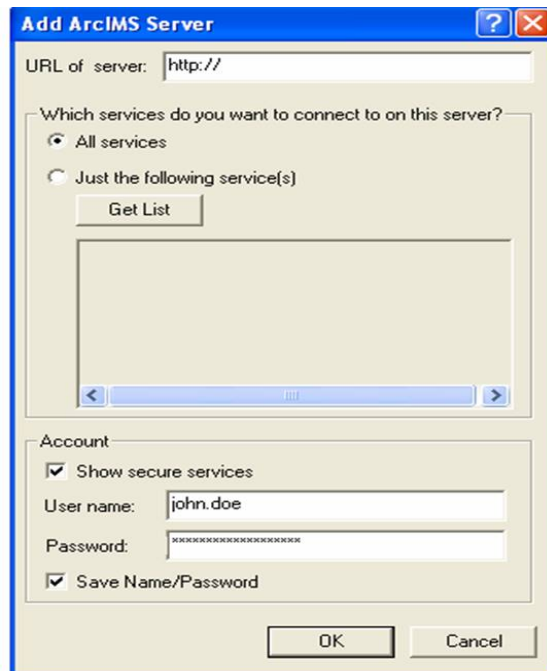 Add ArcIMS Server
URL of server: http://
Which services do you want to connect to on this server?
All services
Just the following service(s)
Get List
Account
Show secure services
User name: john.doe
Password: *******************
Save Name/Password
OK Cancel